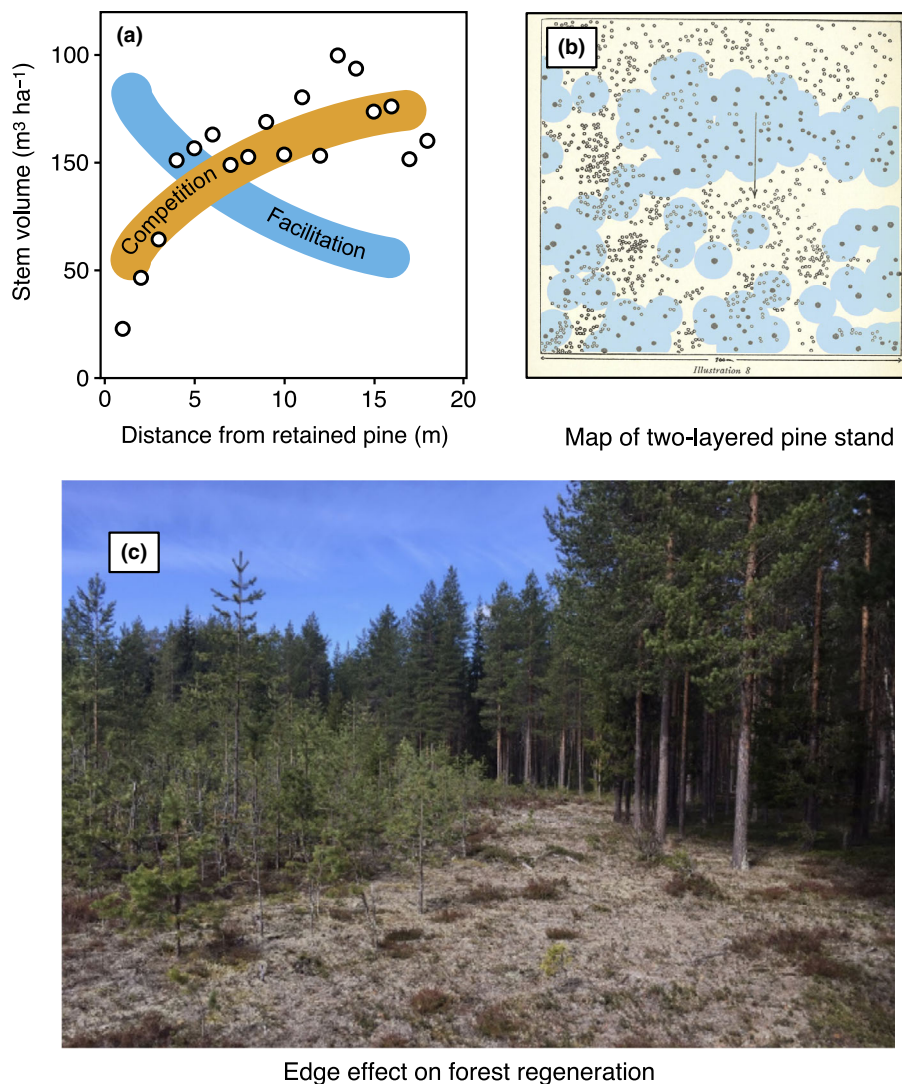 (a)
Stem volume (m³ ha⁻¹)
100
150
50
0
Competition
Facilitation
0 5 10 15 20
Distance from retained pine (m)
(b)
Illustration 8
Map of two-layered pine stand
(c)
Edge effect on forest regeneration